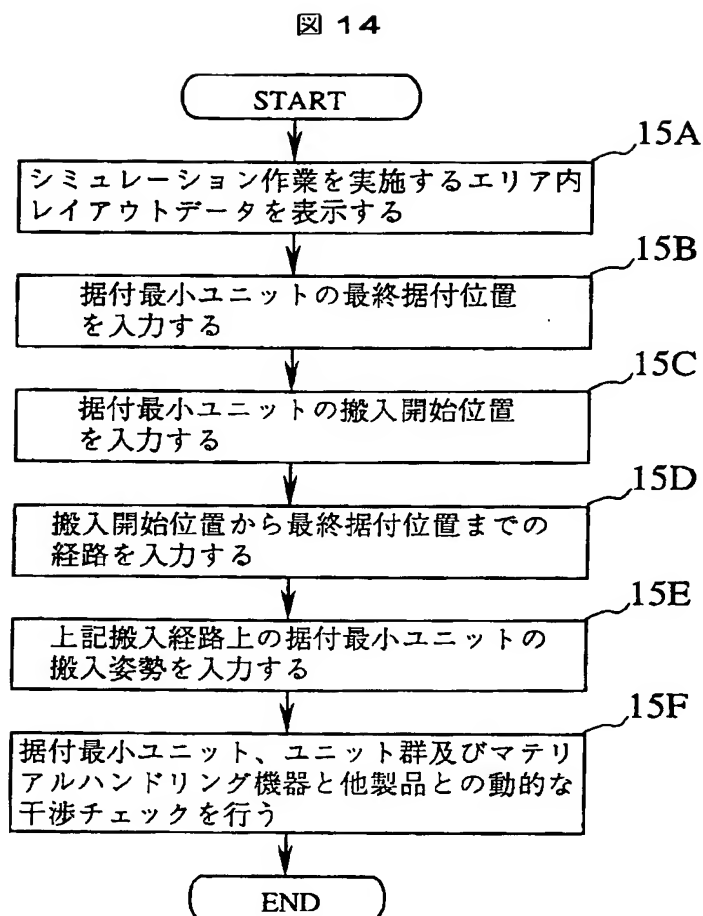 図 14
START
15A
シミュレーション作業を実施するエリア内
レイアウトデータを表示する
15B
据付最小ユニットの最終据付位置
を入力する
15C
据付最小ユニットの搬入開始位置
を入力する
15D
搬入開始位置から最終据付位置までの
経路を入力する
15E
上記搬入経路上の据付最小ユニットの
搬入姿勢を入力する
15F
据付最小ユニット、ユニット群及びマテリ
アルハンドリング機器と他製品との動的な
干渉チェックを行う
END